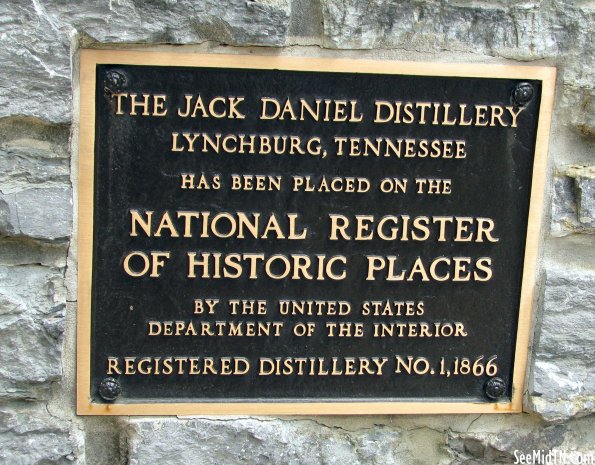 THE JACK DANIEL DISTILLERY
LYNCHBURG, TENNESSEE
HAS BEEN PLACED ON THE
NATIONAL REGISTER
OF HISTORIC PLACES
BY THE UNITED STATES
DEPARTMENT OF THE INTERIOR
REGISTERED DISTILLERY NO. 1, 1866
SeeMidTN.com